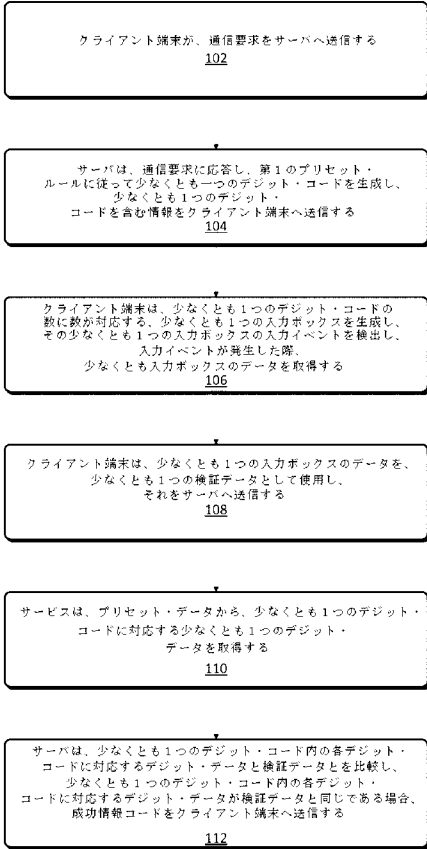 クライアント端末が、通信要求をサーバへ送信する
102
サーバは、通信要求に応答し、第1のプリセット・
ルールに従って少なくとも一つのデジット・コードを生成し、
少なくとも1つのデジット・
コードを含む情報をクライアント端末へ送信する
104
クライアント端末は、少なくとも1つのデジット・コードの
数に数が対応する、少なくとも1つの入力ボックスを生成し、
その少なくとも1つの入力ボックスの入力イベントを検出し、
入力イベントが発生した際、
少なくとも入力ボックスのデータを取得する
106
クライアント端末は、少なくとも1つの入力ボックスのデータを、
少なくとも1つの検証データとして使用し、
それをサーバへ送信する
108
サービスは、プリセット・データから、少なくとも1つのデジット・
コードに対応する少なくとも1つのデジット・
データを取得する
110
サーバは、少なくとも1つのデジット・コード内の各デジット・
コードに対応するデジット・データと検証データとを比較し、
少なくとも1つのデジット・コード内の各デジット・
コードに対応するデジット・データが検証データと同じである場合、
成功情報コードをクライアント端末へ送信する
112